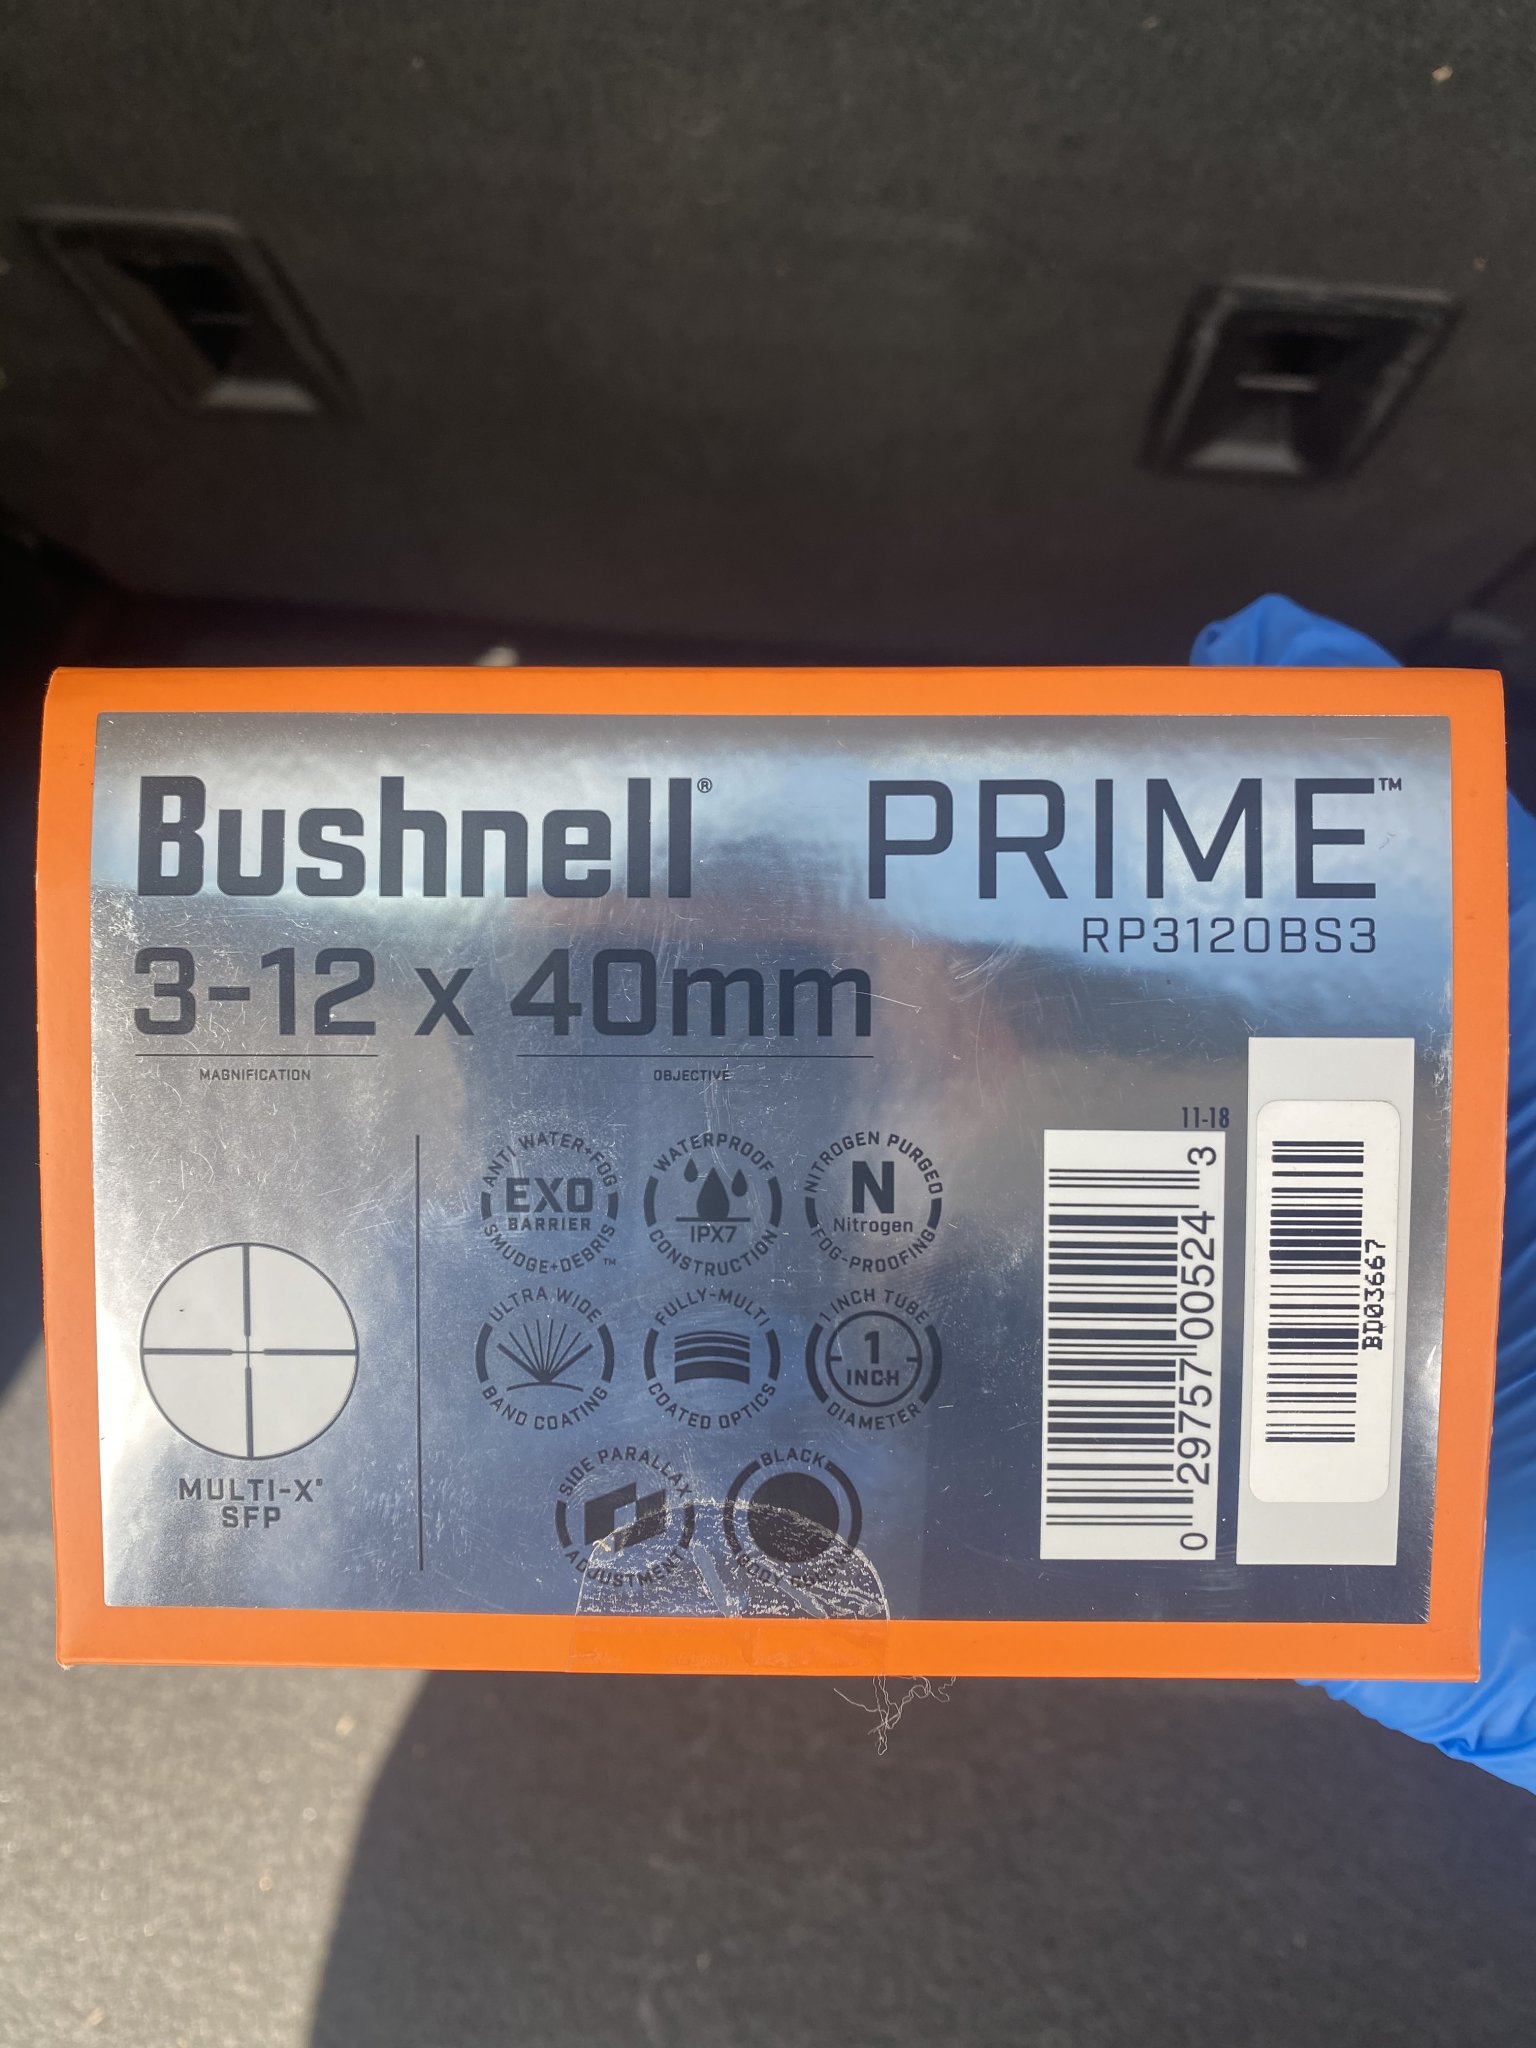 Bushnell® PRIME™
RP3120BS3
3-12 x 40mm
MAGNIFICATION
OBJECTIVE
MULTI-X®
SFP
ANTI WATER+FOG
EXO
BARRIER
SMUDGE+DEBRIS™
WATERPROOF
IPX7
CONSTRUCTION
NITROGEN PURGED
N
Nitrogen
FOG-PROOFING
ULTRA WIDE
BAND COATING
FULLY-MULTI
COATED OPTICS
1 INCH TUBE
1
INCH
DIAMETER
SIDE PARALLAX
ADJUSTMENT
BLACK
BODY COLOR
11-18
0 29757 00524 3
BD03667